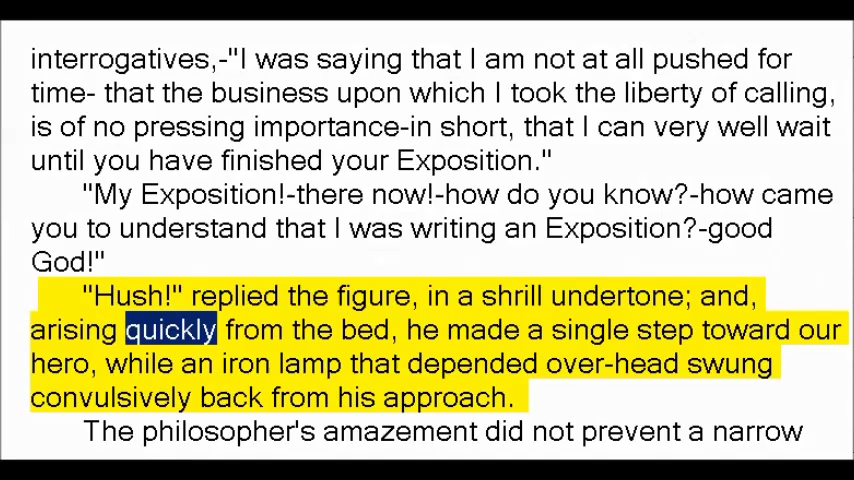 interrogatives,-"I was saying that I am not at all pushed for
time- that the business upon which I took the liberty of calling,
is of no pressing importance-in short, that I can very well wait
until you have finished your Exposition."
"My Exposition!-there now!-how do you know?-how came
you to understand that I was writing an Exposition?-good
God!"
"Hush!" replied the figure, in a shrill undertone; and,
arising quickly from the bed, he made a single step toward our
hero, while an iron lamp that depended over-head swung
convulsively back from his approach.
The philosopher's amazement did not prevent a narrow